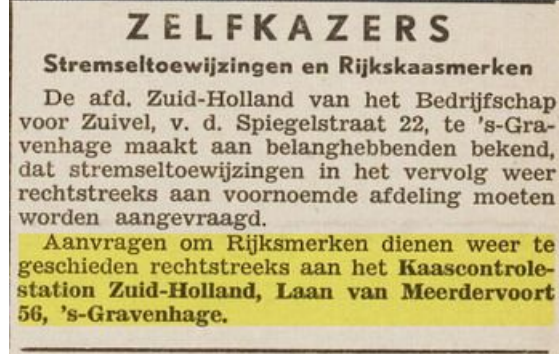 ZELFKAZERS
Stremseltoewijzingen en Rijkskaasmerken
De afd. Zuid-Holland van het Bedrijfschap
voor Zuivel, v. d. Spiegelstraat 22, te 's-Gra-
venhage maakt aan belanghebbenden bekend,
dat stremseltoewijzingen in het vervolg weer
rechtstreeks aan voornoemde afdeling moeten
worden aangevraagd.
Aanvragen om Rijksmerken dienen weer te
geschieden rechtstreeks aan het Kaascontrole-
station Zuid-Holland, Laan van Meerdervoort
56, 's-Gravenhage.